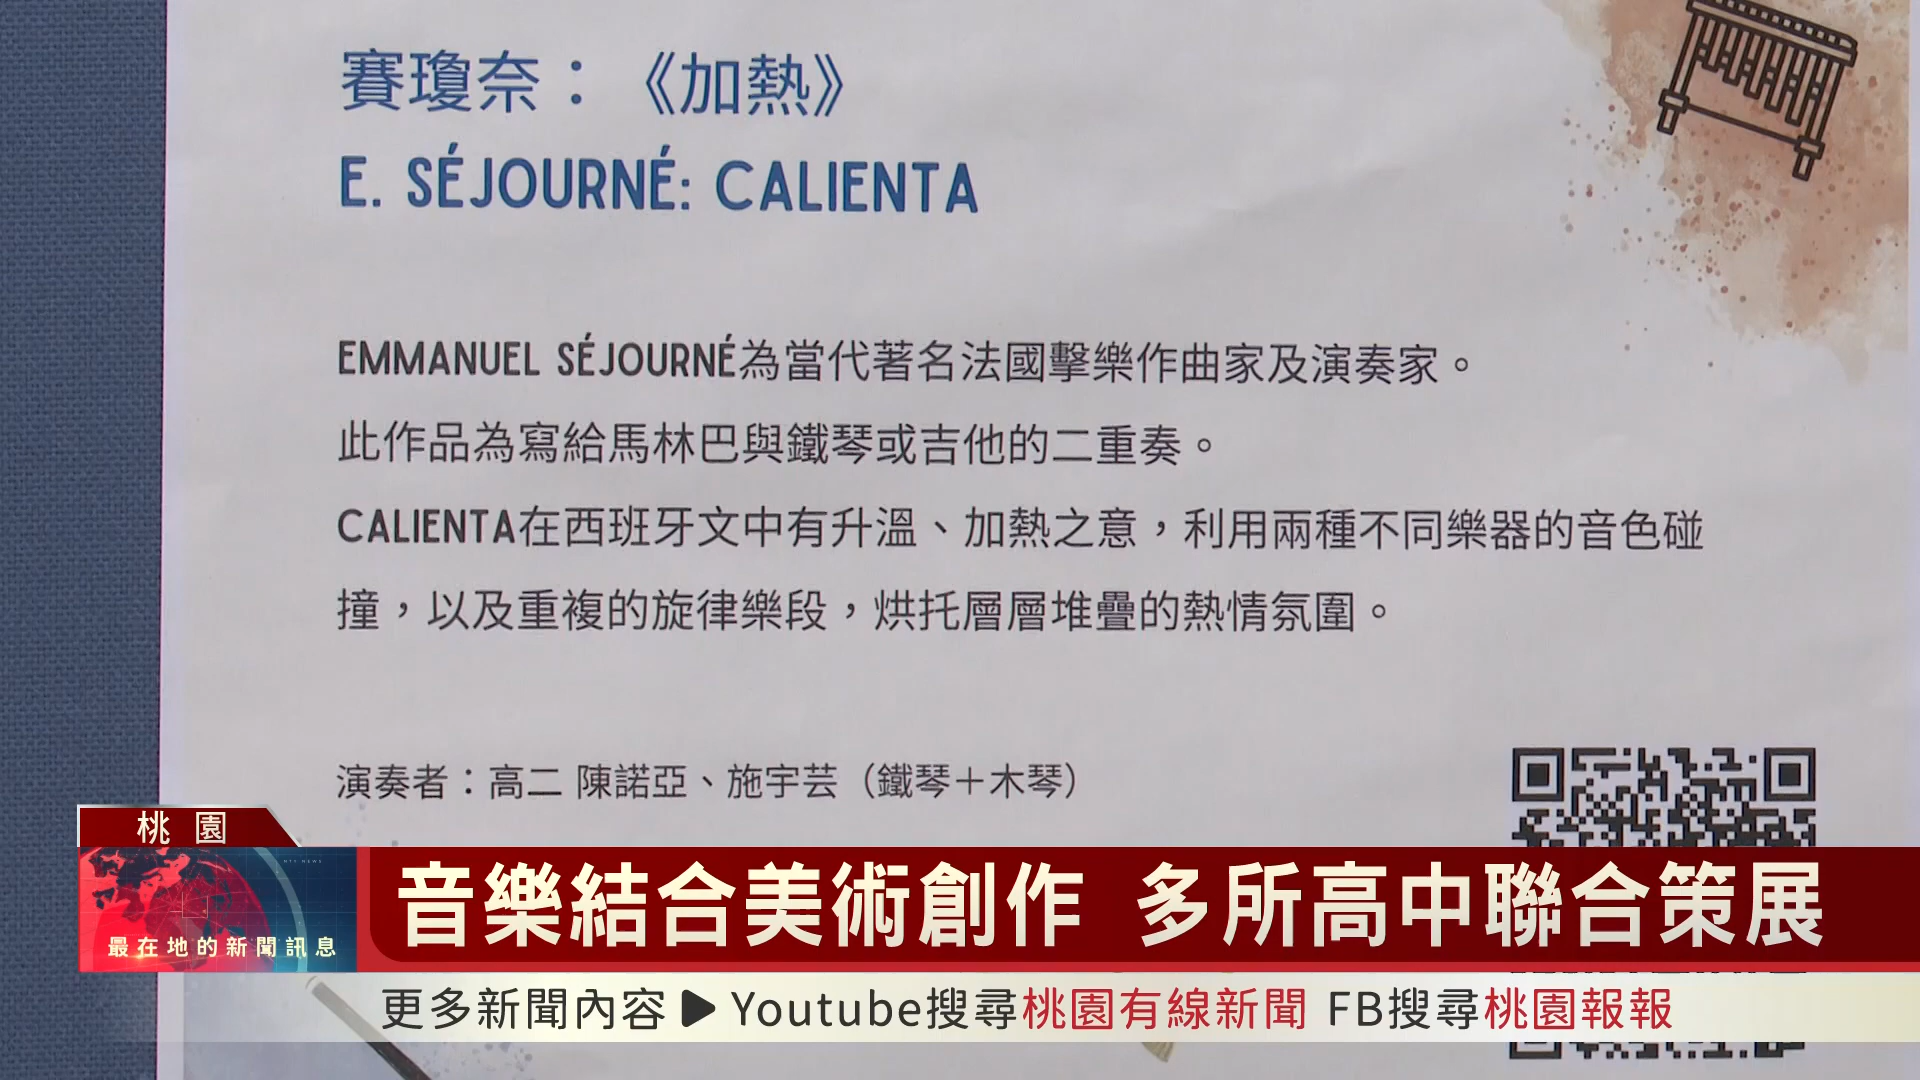 賽瓊奈：《加熱》
E. SÉJOURNÉ: CALIENTA
EMMANUEL SÉJOURNÉ為當代著名法國擊樂作曲家及演奏家。
此作品為寫給馬林巴與鐵琴或吉他的二重奏。
CALIENTA在西班牙文中有升溫、加熱之意，利用兩種不同樂器的音色碰
撞，以及重複的旋律樂段，烘托層層堆疊的熱情氛圍。
演奏者：高二 陳諾亞、施宇芸（鐵琴＋木琴）
桃園
最在地的新聞訊息
音樂結合美術創作 多所高中聯合策展
更多新聞內容▶Youtube搜尋桃園有線新聞 FB搜尋桃園報報